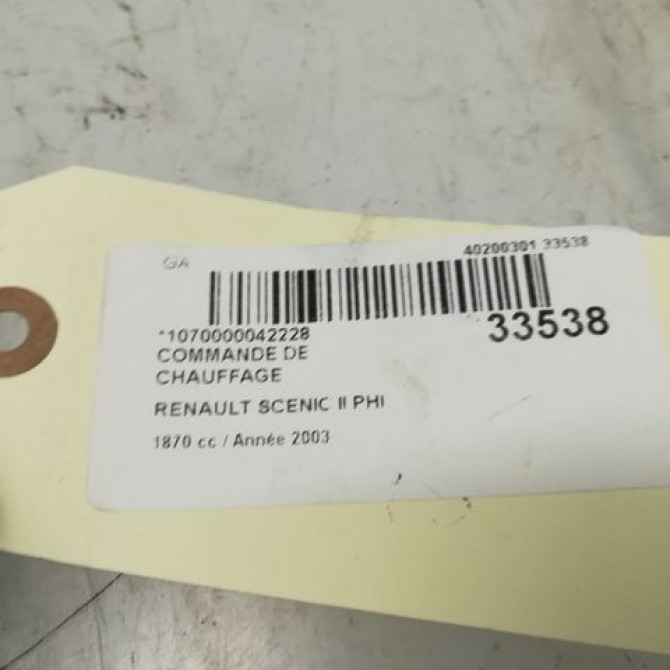 GA
40200301 33538
*1070000042228
33538
COMMANDE DE
CHAUFFAGE
RENAULT SCENIC II PHI
1870 cc / Année 2003